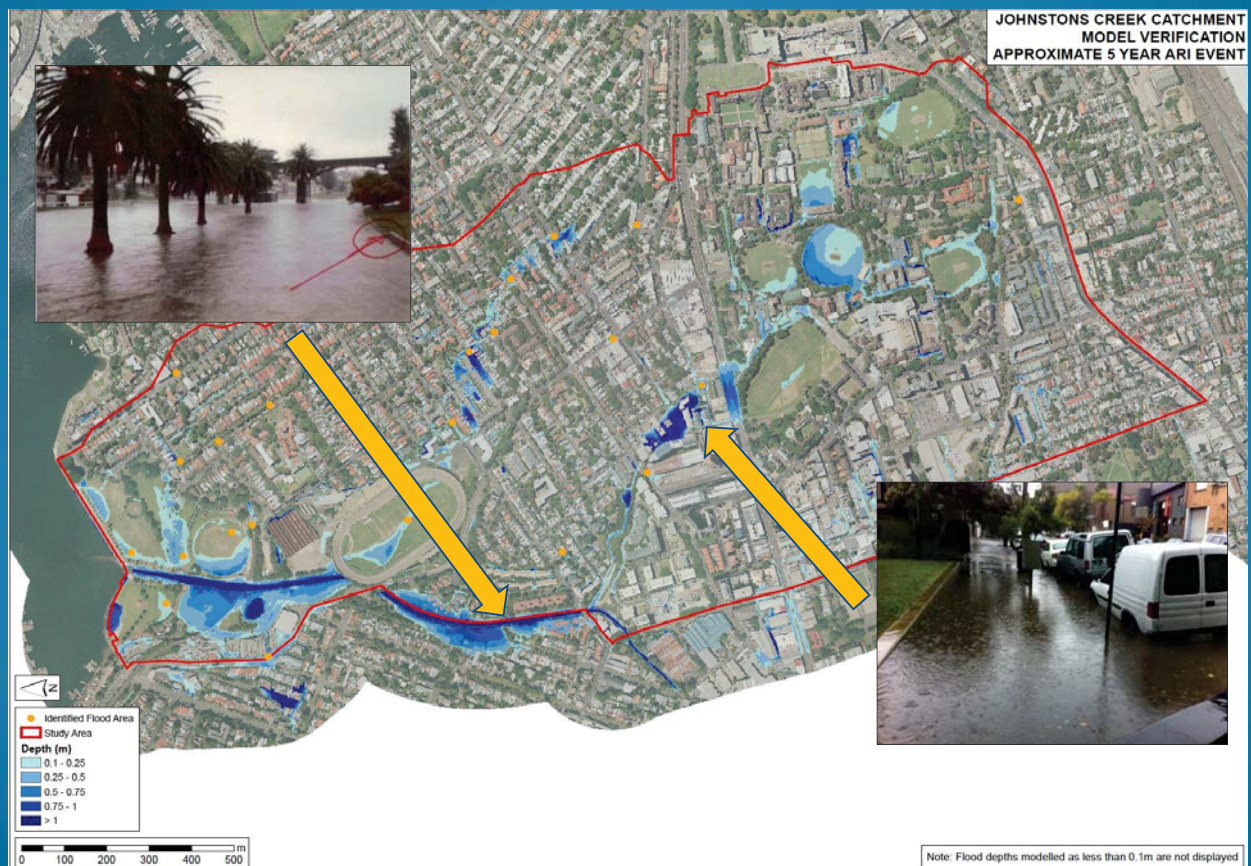 JOHNSTONS CREEK CATCHMENT
MODEL VERIFICATION
APPROXIMATE 5 YEAR ARI EVENT
N
Identified Flood Area
Study Area
Depth (m)
0.1 - 0.25
0.25 - 0.5
0.5 - 0.75
0.75 - 1
> 1
m
0 100 200 300 400 500
Note: Flood depths modelled as less than 0.1m are not displayed